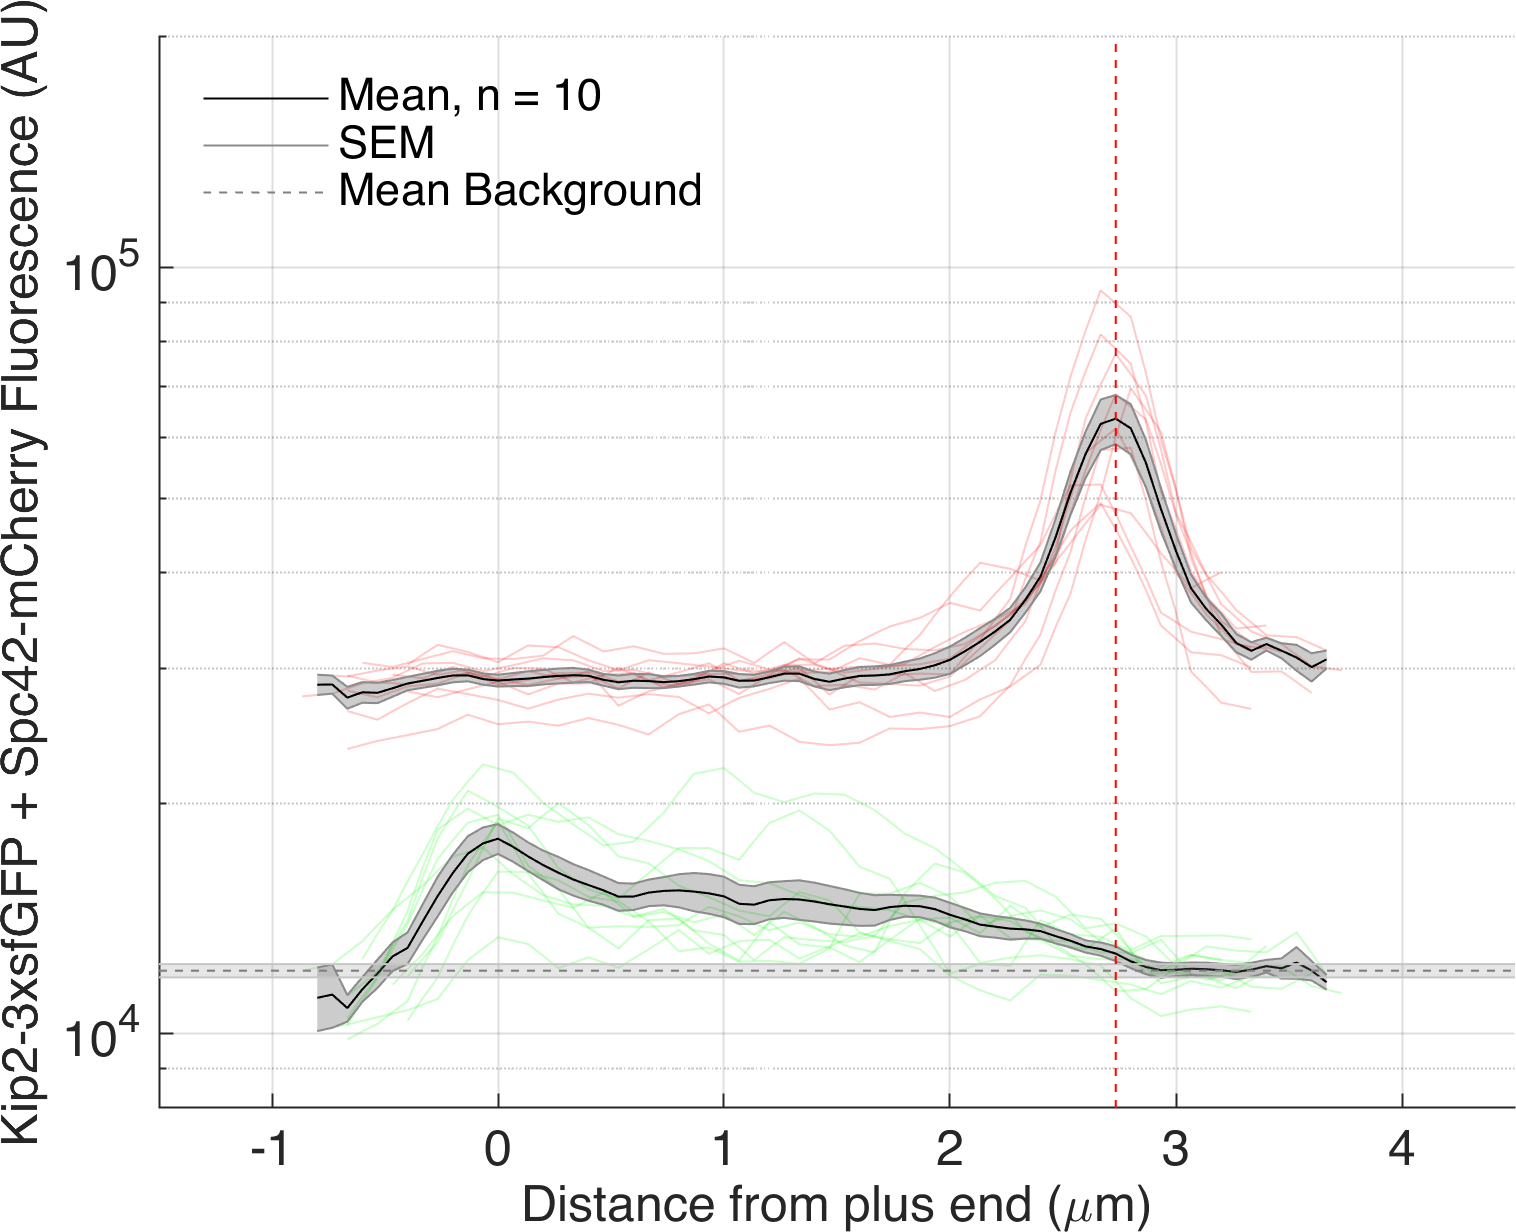 Kip2-3xsfGFP + Spc42-mCherry Fluorescence (AU)
Mean, n = 10
SEM
Mean Background
10^5
10^4
-1 0 1 2 3 4
Distance from plus end (μm)